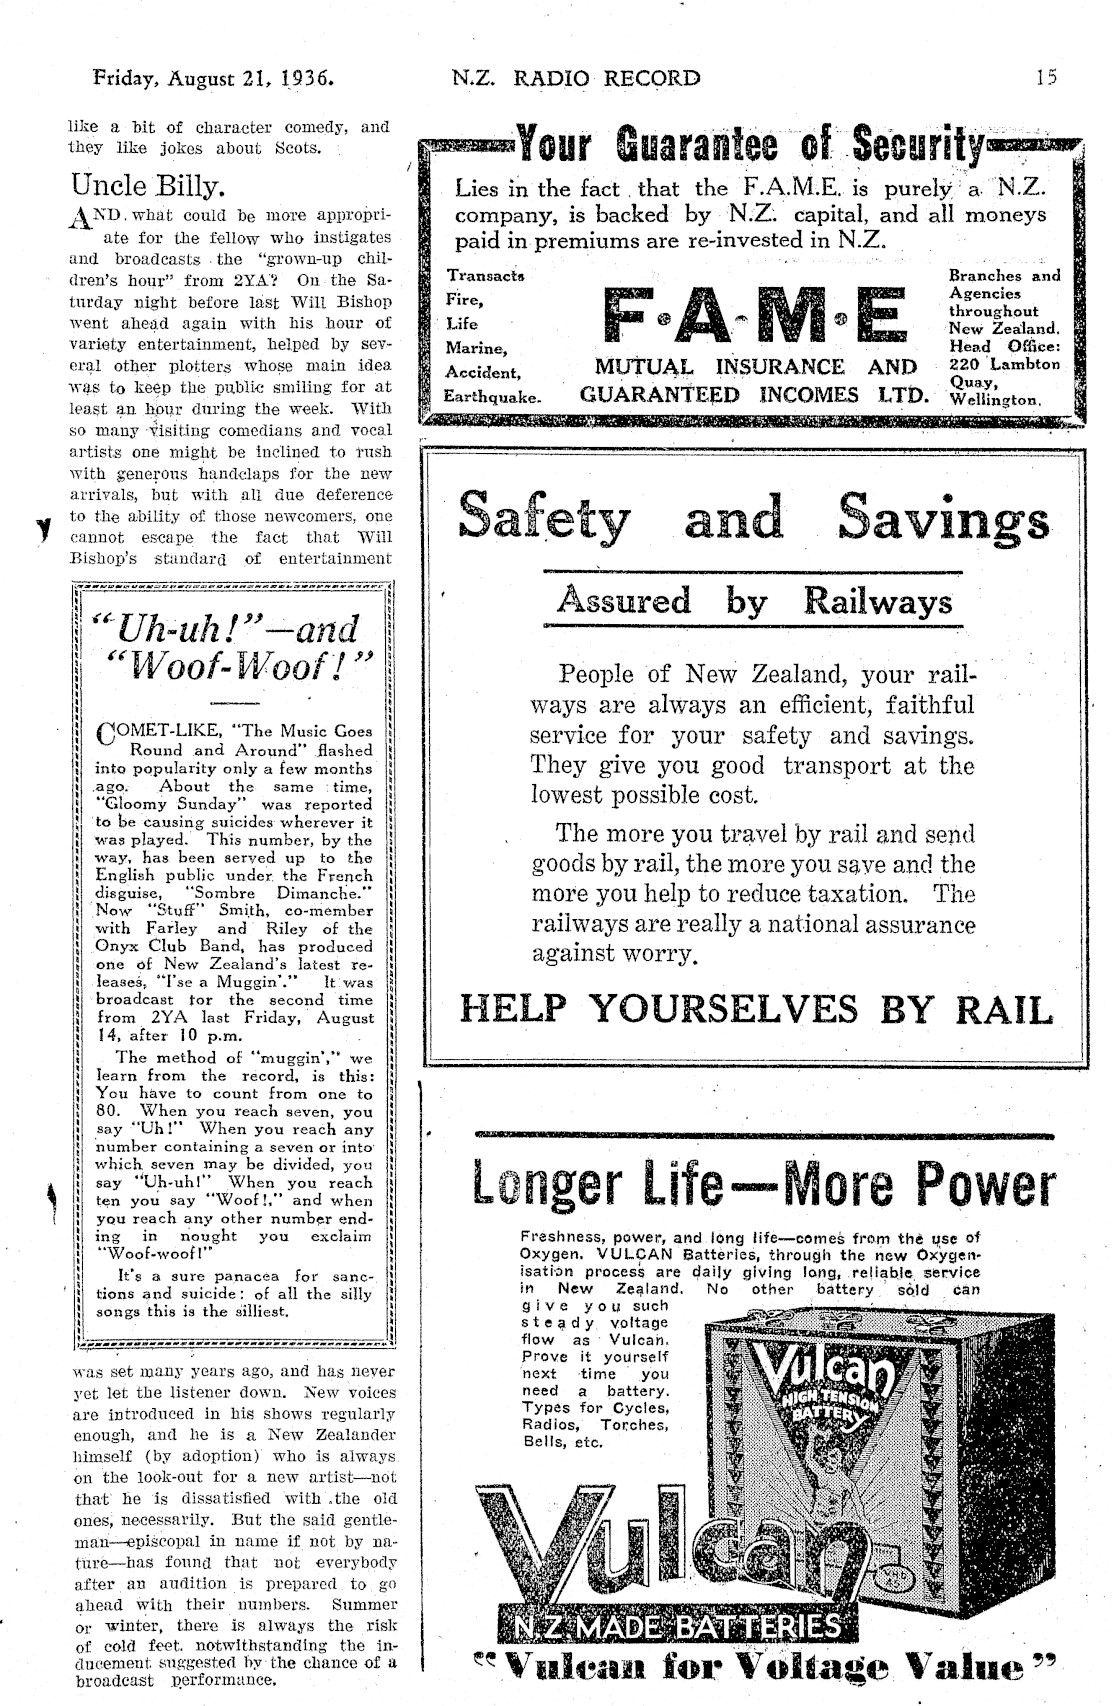 Friday, August 21, 1936.
N.Z. RADIO RECORD
15
like a bit of character comedy, and
they like jokes about Scots.
Uncle Billy.
AND what could be more appropri-
ate for the fellow who instigates
and broadcasts the "grown-up chil-
dren's hour" from 2YA? On the Sa-
turday night before last Will Bishop
went ahead again with his hour of
variety entertainment, helped by sev-
eral other plotters whose main idea
was to keep the public smiling for at
least an hour during the week. With
so many visiting comedians and vocal
artists one might be inclined to rush
with generous handclaps for the new
arrivals, but with all due deference
to the ability of those newcomers, one
cannot escape the fact that Will
Bishop's standard of entertainment
"Uh-uh!"—and
"Woof-Woof!"
COMET-LIKE, "The Music Goes
Round and Around" flashed
into popularity only a few months
ago. About the same time,
"Gloomy Sunday" was reported
to be causing suicides wherever it
was played. This number, by the
way, has been served up to the
English public under the French
disguise, "Sombre Dimanche."
Now "Stuff" Smith, co-member
with Farley and Riley of the
Onyx Club Band, has produced
one of New Zealand's latest re-
leases, "I'se a Muggin'." It was
broadcast for the second time
from 2YA last Friday, August
14, after 10 p.m.
The method of "muggin'," we
learn from the record, is this:
You have to count from one to
80. When you reach seven, you
say "Uh!" When you reach any
number containing a seven or into
which seven may be divided, you
say "Uh-uh!" When you reach
ten you say "Woof!," and when
you reach any other number end-
ing in nought you exclaim
"Woof-woof!"
It's a sure panacea for sanc-
tions and suicide: of all the silly
songs this is the silliest.
was set many years ago, and has never
yet let the listener down. New voices
are introduced in his shows regularly
enough, and he is a New Zealander
himself (by adoption) who is always
on the look-out for a new artist—not
that he is dissatisfied with the old
ones, necessarily. But the said gentle-
man—episcopal in name if not by na-
ture—has found that not everybody
after an audition is prepared to go
ahead with their numbers. Summer
or winter, there is always the risk
of cold feet, notwithstanding the in-
ducement suggested by the chance of a
broadcast performance.
Your Guarantee of Security
Lies in the fact that the F.A.M.E. is purely a N.Z.
company, is backed by N.Z. capital, and all moneys
paid in premiums are re-invested in N.Z.
Transacts
Fire,
Life
Marine,
Accident,
Earthquake.
F.A.M.E
MUTUAL INSURANCE AND
GUARANTEED INCOMES LTD.
Branches and
Agencies
throughout
New Zealand.
Head Office:
220 Lambton
Quay,
Wellington.
Safety and Savings
Assured by Railways
People of New Zealand, your rail-
ways are always an efficient, faithful
service for your safety and savings.
They give you good transport at the
lowest possible cost.
The more you travel by rail and send
goods by rail, the more you save and the
more you help to reduce taxation. The
railways are really a national assurance
against worry.
HELP YOURSELVES BY RAIL
Longer Life—More Power
Freshness, power, and long life—comes from the use of
Oxygen. VULCAN Batteries, through the new Oxygen-
isation process are daily giving long, reliable service
in New Zealand. No other battery sold can
give you such
steady voltage
flow as Vulcan.
Prove it yourself
next time you
need a battery.
Types for Cycles,
Radios, Torches,
Bells, etc.
Vulcan
HIGH TENSION
BATTERY
Vulcan
N.Z. MADE BATTERIES
"Vulcan for Voltage Value"